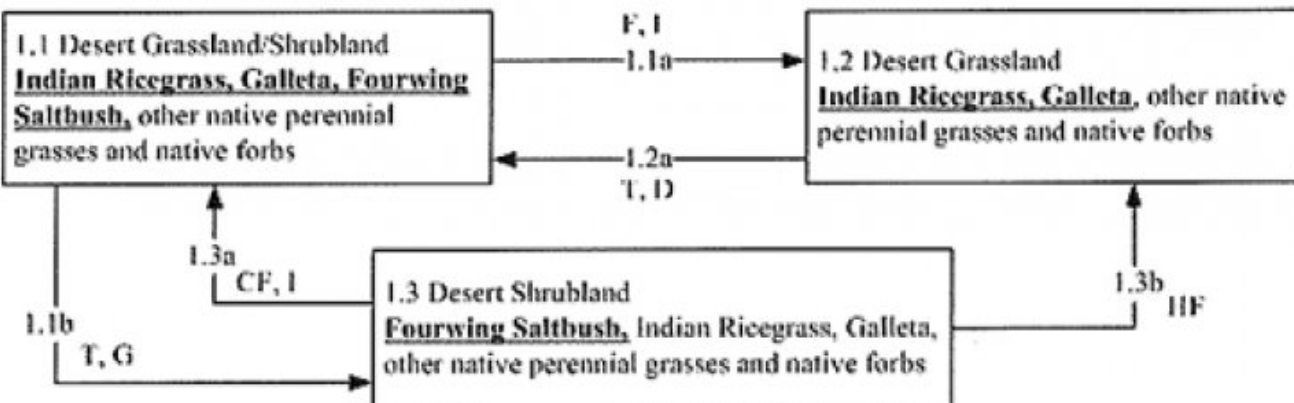 1.1 Desert Grassland/Shrubland
Indian Ricegrass, Galleta, Fourwing
Saltbush, other native perennial
grasses and native forbs
F, I
1.1a
1.2 Desert Grassland
Indian Ricegrass, Galleta, other native
perennial grasses and native forbs
1.2a
T, D
1.3a
CF, I
1.1b
T, G
1.3 Desert Shrubland
Fourwing Saltbush, Indian Ricegrass, Galleta,
other native perennial grasses and native forbs
1.3b
HF